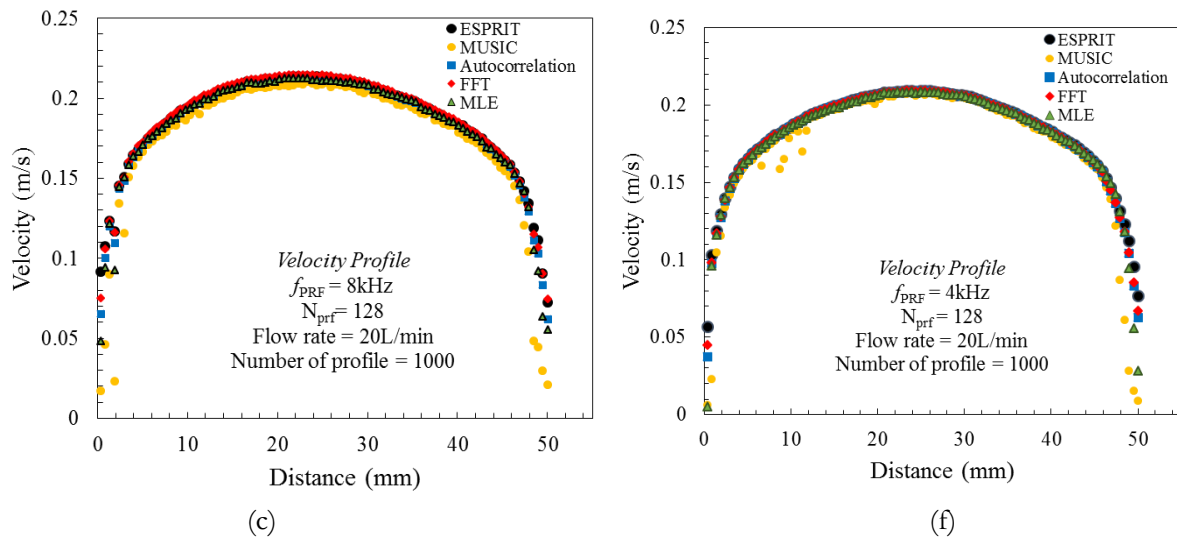 0.25
0.2
0.15
0.1
0.05
0
Velocity (m/s)
ESPRIT
MUSIC
Autocorrelation
FFT
MLE
Velocity Profile
fPRF = 8kHz
Nprf= 128
Flow rate = 20L/min
Number of profile = 1000
0 10 20 30 40 50
Distance (mm)
(c)
0.25
0.2
0.15
0.1
0.05
0
Velocity (m/s)
ESPRIT
MUSIC
Autocorrelation
FFT
MLE
Velocity Profile
fPRF = 4kHz
Nprf = 128
Flow rate = 20L/min
Number of profile = 1000
0 10 20 30 40 50
Distance (mm)
(f)